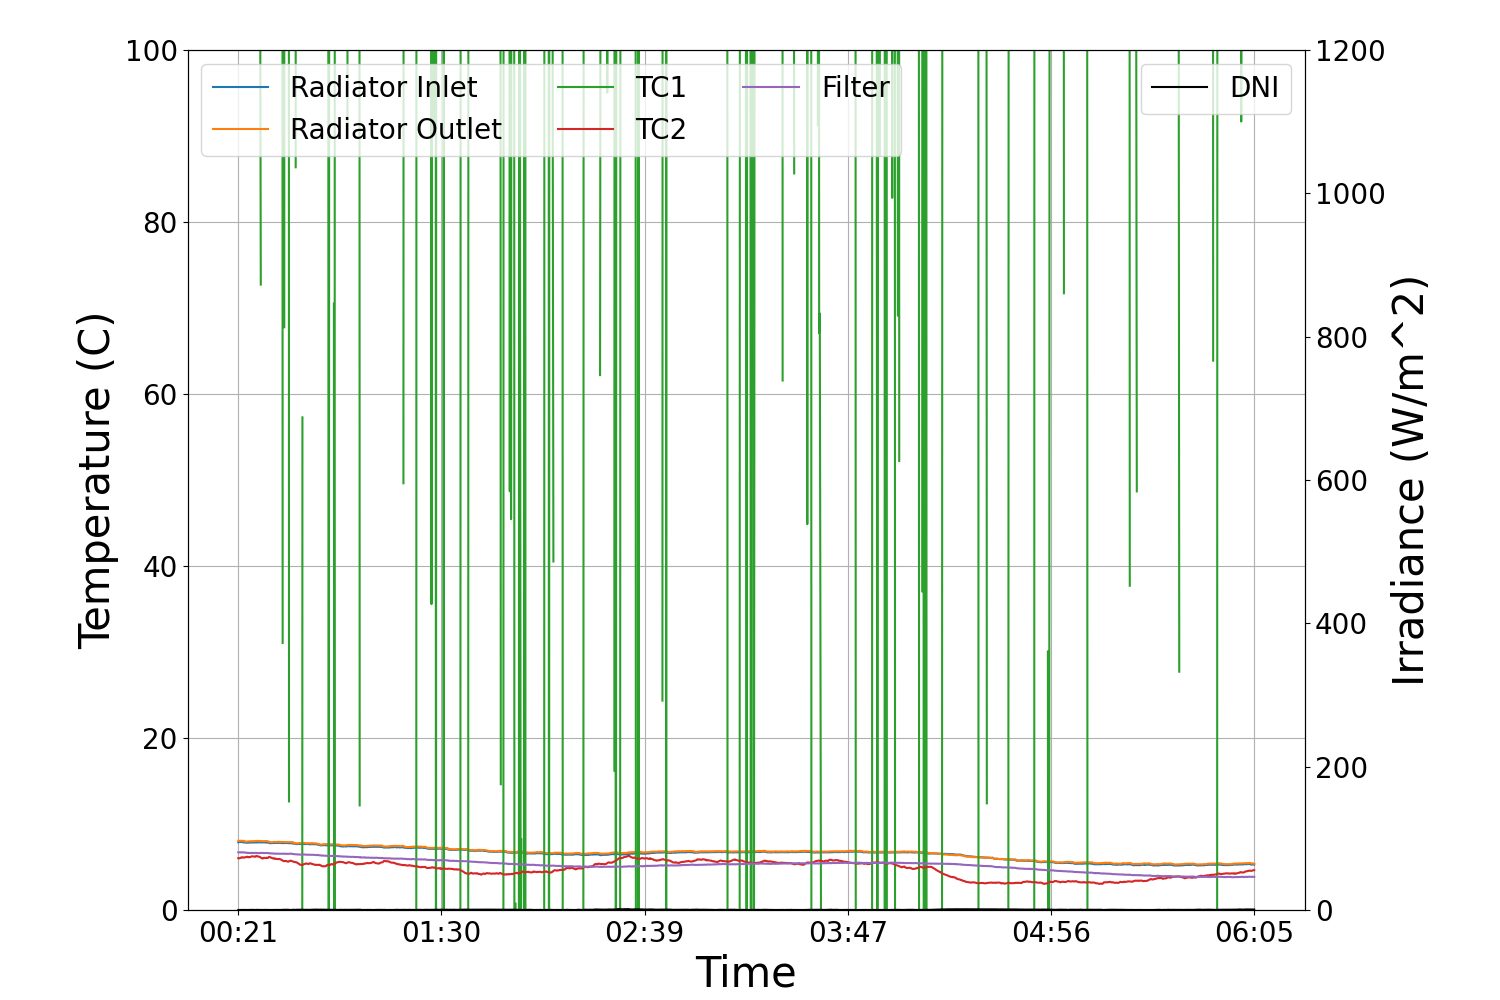 100
80
60
40
20
0
Temperature (C)
Radiator Inlet
Radiator Outlet
TC1
TC2
Filter
DNI
1200
1000
800
600
400
200
0
Irradiance (W/m^2)
00:21 01:30 02:39 03:47 04:56 06:05
Time